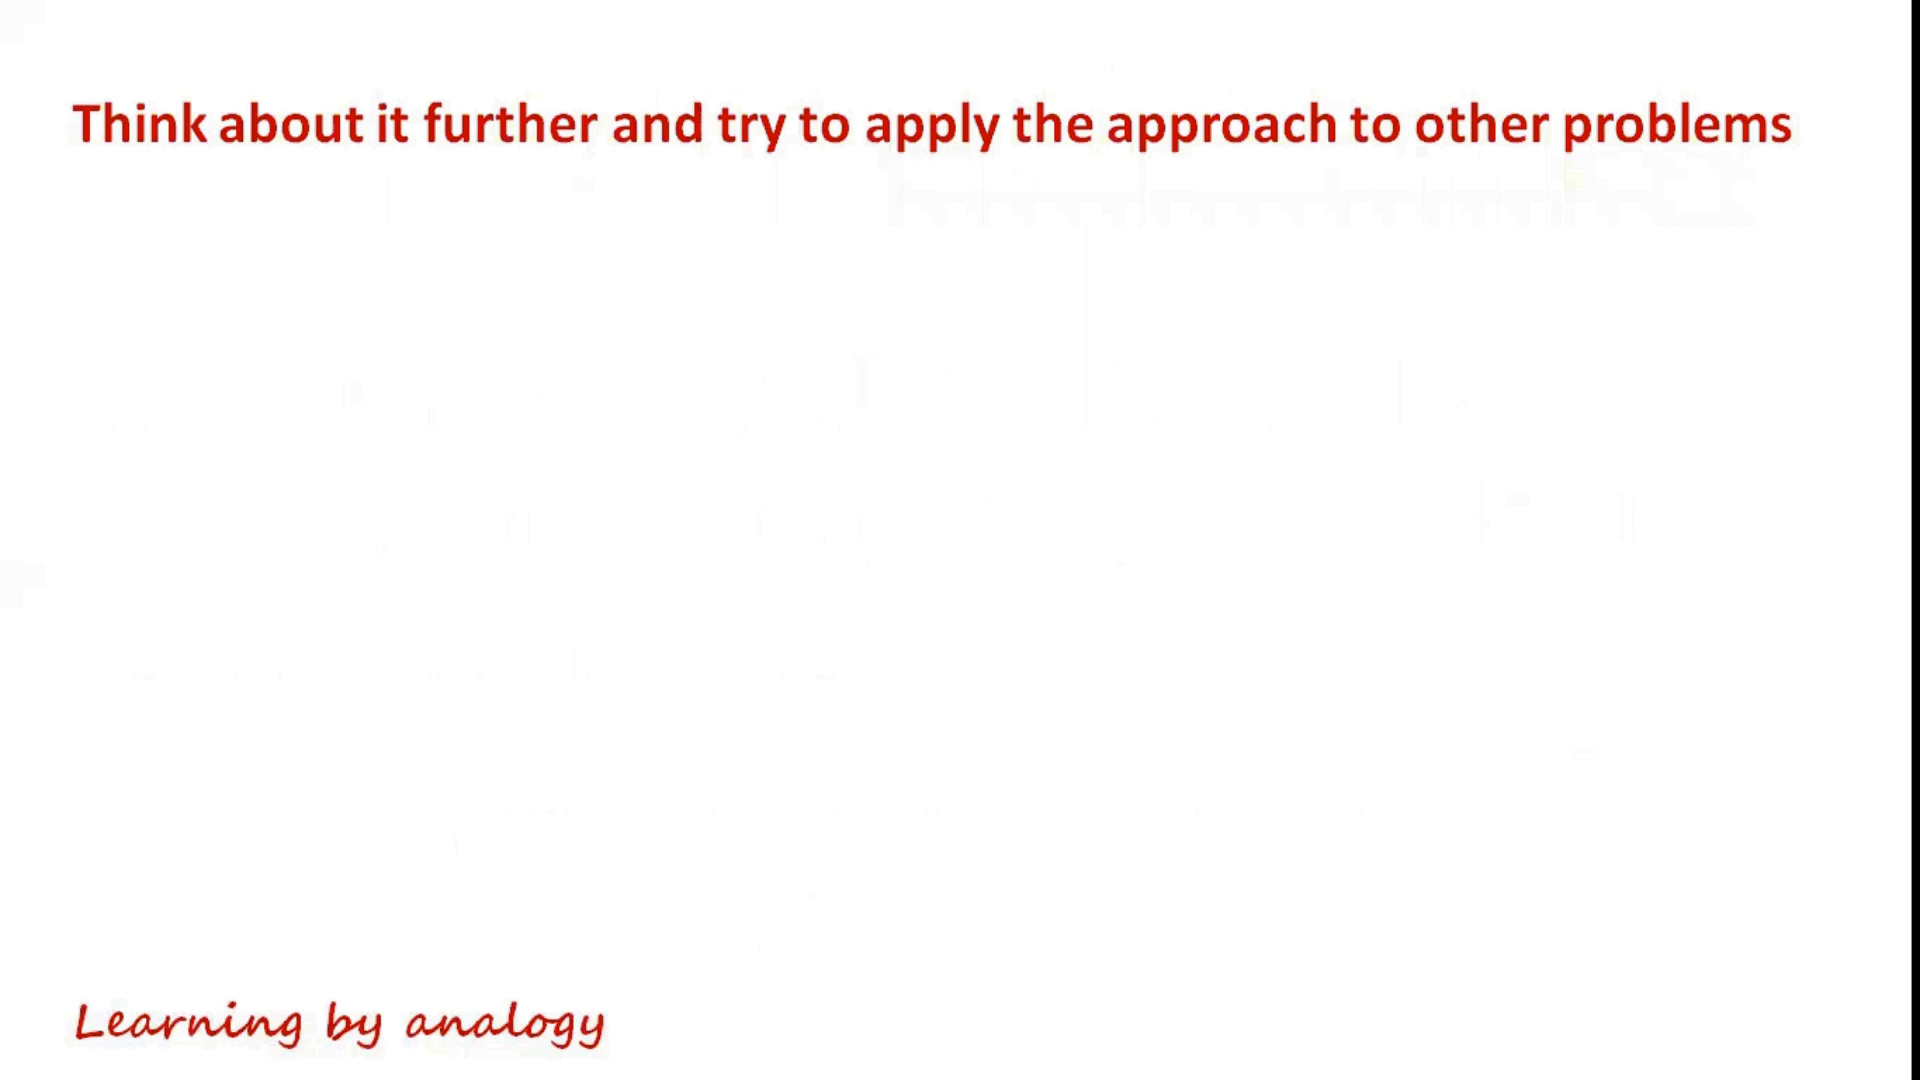 Think about it further and try to apply the approach to other problems
Learning by analogy